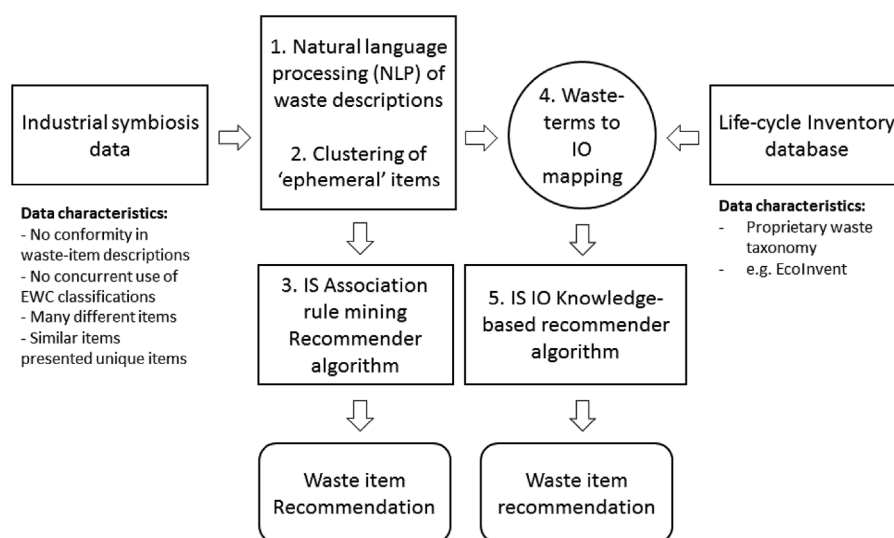 Industrial symbiosis
data
Data characteristics:
- No conformity in
waste-item descriptions
- No concurrent use of
EWC classifications
- Many different items
- Similar items
presented unique items
1. Natural language
processing (NLP) of
waste descriptions
2. Clustering of
‘ephemeral’ items
3. IS Association
rule mining
Recommender
algorithm
Waste item
Recommendation
4. Waste-
terms to
IO
mapping
5. IS IO Knowledge-
based recommender
algorithm
Waste item
recommendation
Life-cycle Inventory
database
Data characteristics:
- Proprietary waste
taxonomy
- e.g. EcoInvent